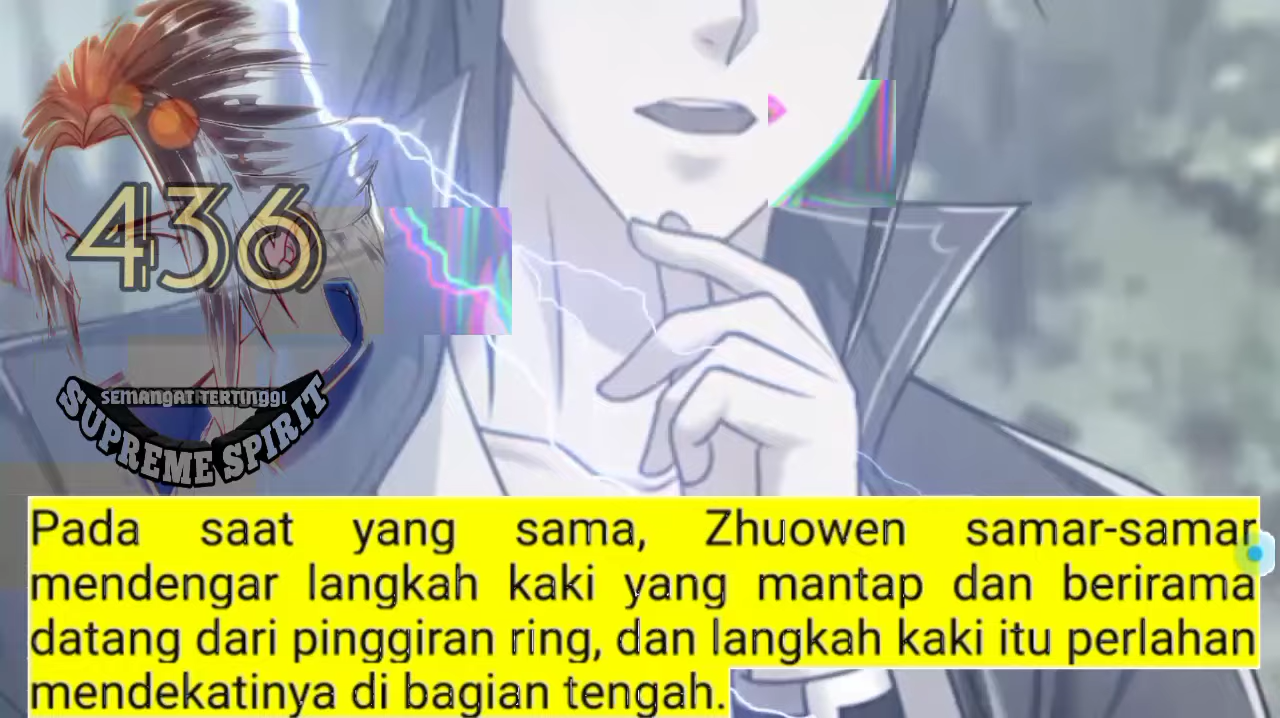 436
SEMANGAT TERTINGGI
SUPREME SPIRIT
Pada saat yang sama, Zhuowen samar-samar
mendengar langkah kaki yang mantap dan berirama
datang dari pinggiran ring, dan langkah kaki itu perlahan
mendekatinya di bagian tengah.